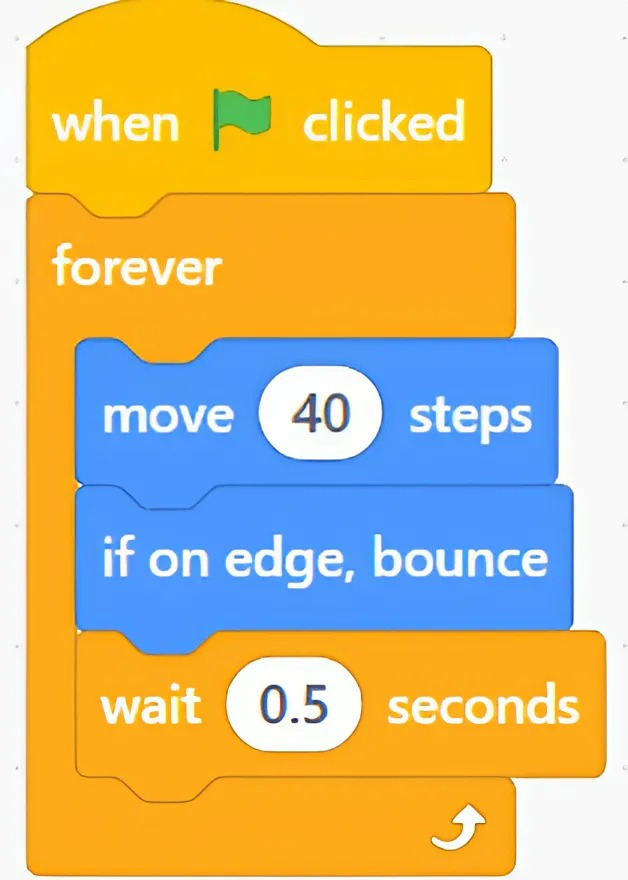 when clicked
forever
move 40 steps
if on edge, bounce
wait 0.5 seconds